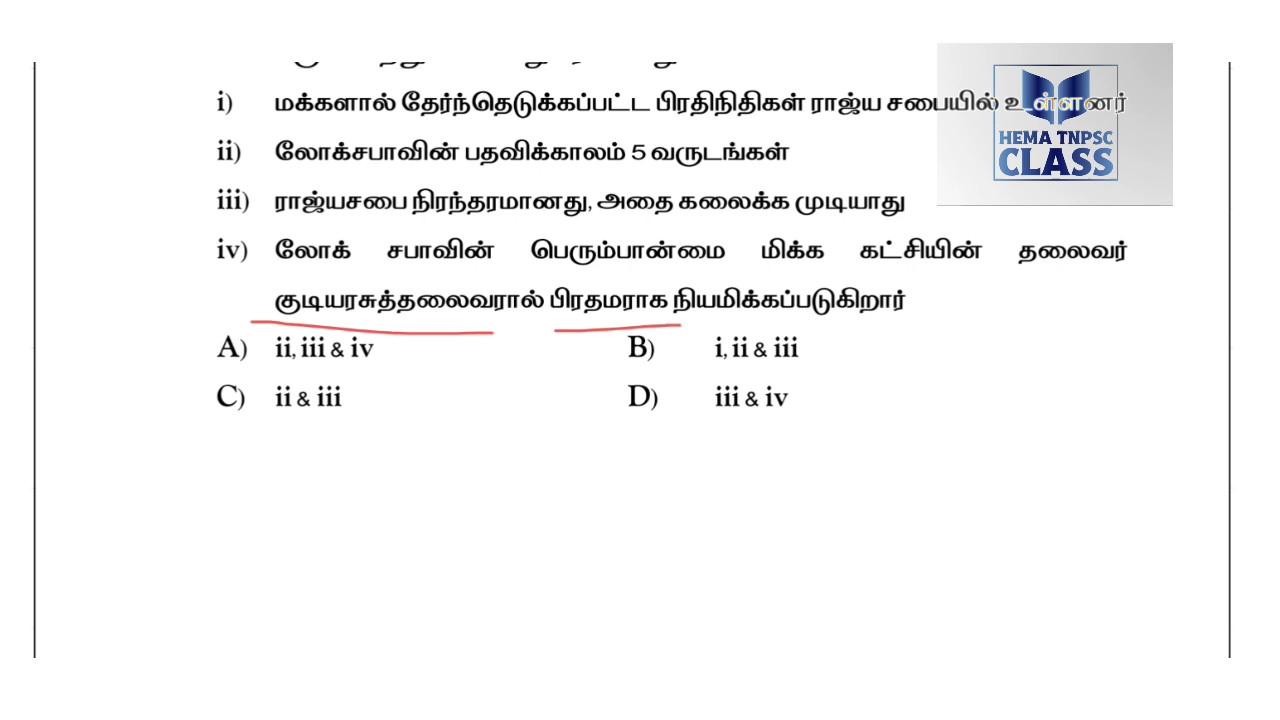 i) மக்களால் தேர்ந்தெடுக்கப்பட்ட பிரதிநிதிகள் ராஜ்ய சபையில் உள்ளனர்
ii) லோக்சபாவின் பதவிக்காலம் 5 வருடங்கள்
iii) ராஜ்யசபை நிரந்தரமானது, அதை கலைக்க முடியாது
iv) லோக் சபாவின் பெரும்பான்மை மிக்க கட்சியின் தலைவர்
குடியரசுத்தலைவரால் பிரதமராக நியமிக்கப்படுகிறார்
A) ii, iii & iv B) i, ii & iii
C) ii & iii D) iii & iv
HEMA TNPSC
CLASS